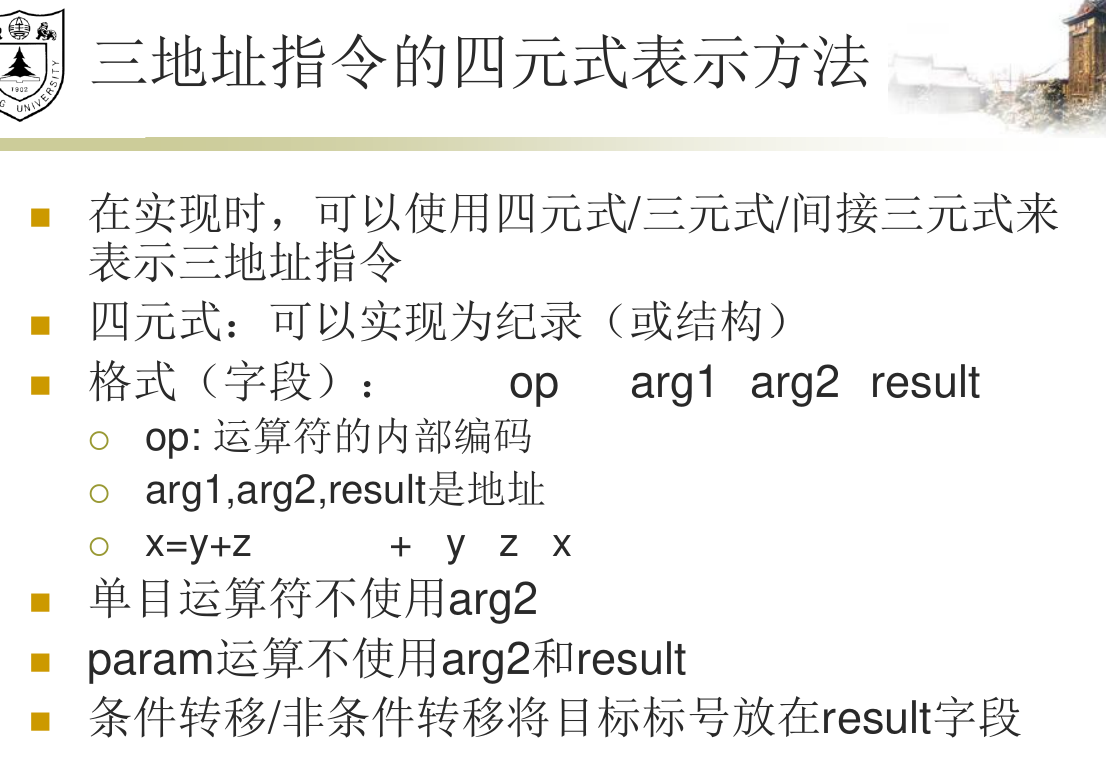 三地址指令的四元式表示方法
1902
UNIVERSITY
在实现时，可以使用四元式/三元式/间接三元式来
表示三地址指令
四元式：可以实现为纪录（或结构）
格式（字段）： op arg1 arg2 result
op: 运算符的内部编码
arg1,arg2,result是地址
x=y+z + y z x
单目运算符不使用arg2
param运算不使用arg2和result
条件转移/非条件转移将目标标号放在result字段